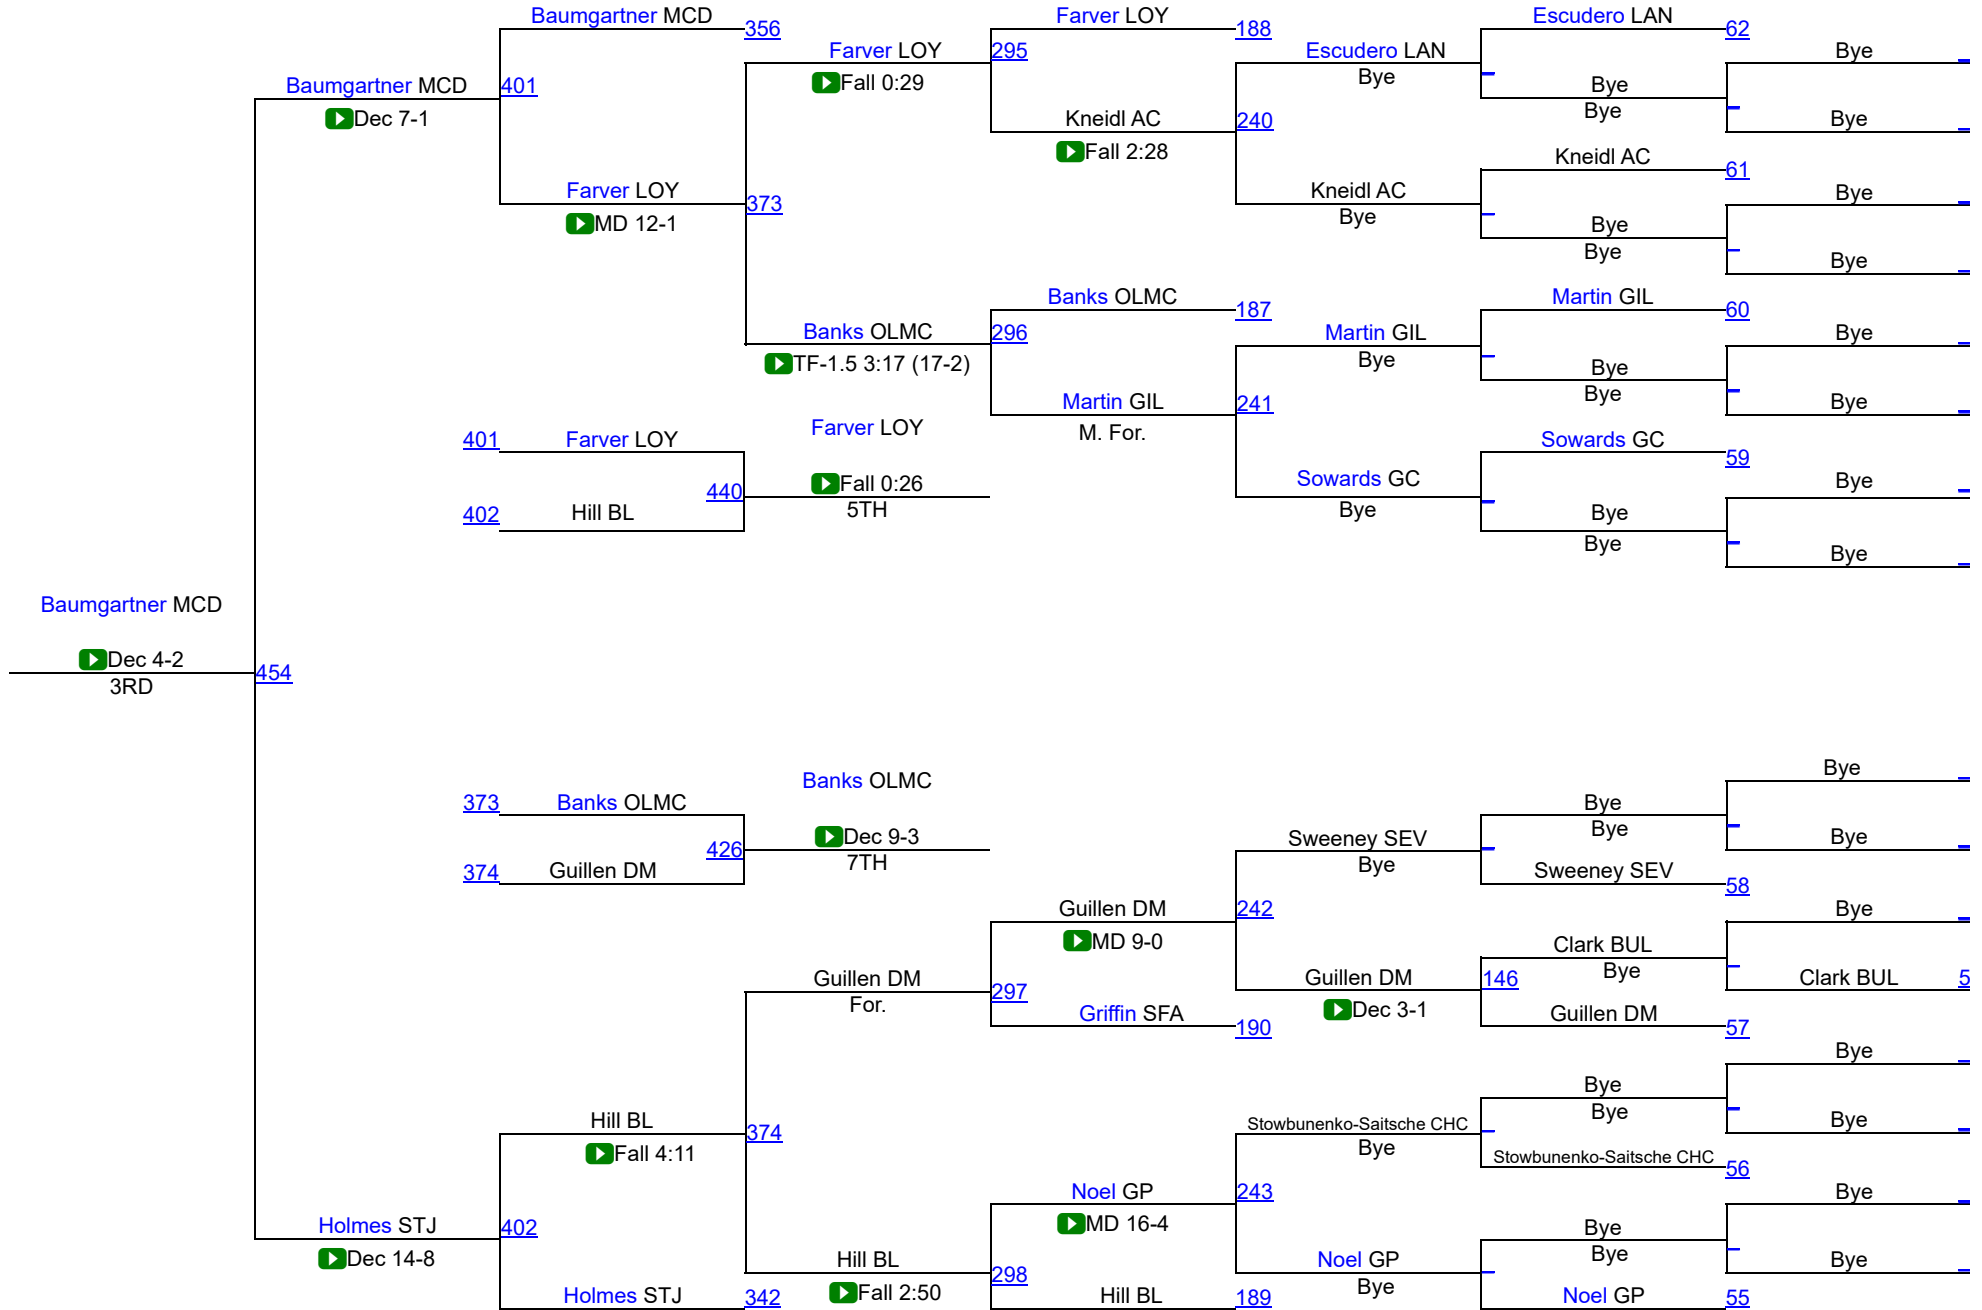 Baumgartner MCD
356
Farver LOY
188
Escudero LAN
62
Farver LOY
295
Escudero LAN
Bye
Bye
Baumgartner MCD
401
Fall 0:29
Bye
Bye
Dec 7-1
Kneidl AC
240
Bye
Fall 2:28
Kneidl AC
61
Farver LOY
373
Kneidl AC
Bye
Bye
MD 12-1
Bye
Bye
Bye
Banks OLMC
187
Martin GIL
60
Banks OLMC
296
Martin GIL
Bye
TF-1.5 3:17 (17-2)
Bye
Bye
Bye
Martin GIL
241
Bye
M. For.
401
Farver LOY
Farver LOY
Sowards GC
59
440
Fall 0:26
5TH
Sowards GC
Bye
Bye
402
Hill BL
Bye
Bye
Bye
Baumgartner MCD
Dec 4-2
3RD
454
Banks OLMC
Bye
373
Banks OLMC
Bye
Bye
426
Dec 9-3
7TH
Sweeney SEV
Bye
Bye
374
Guillen DM
Sweeney SEV
58
Guillen DM
242
Bye
MD 9-0
Clark BUL
Bye
Guillen DM
For.
297
Guillen DM
146
Clark BUL
5
Griffin SFA
190
Dec 3-1
Guillen DM
57
Bye
Bye
Bye
Hill BL
374
Stowbunenko-Saitsche CHC
Bye
Bye
Fall 4:11
Stowbunenko-Saitsche CHC
56
Noel GP
243
Bye
MD 16-4
Holmes STJ
402
Bye
Bye
Dec 14-8
Hill BL
298
Noel GP
Bye
Bye
Fall 2:50
Holmes STJ
342
Hill BL
189
Noel GP
55